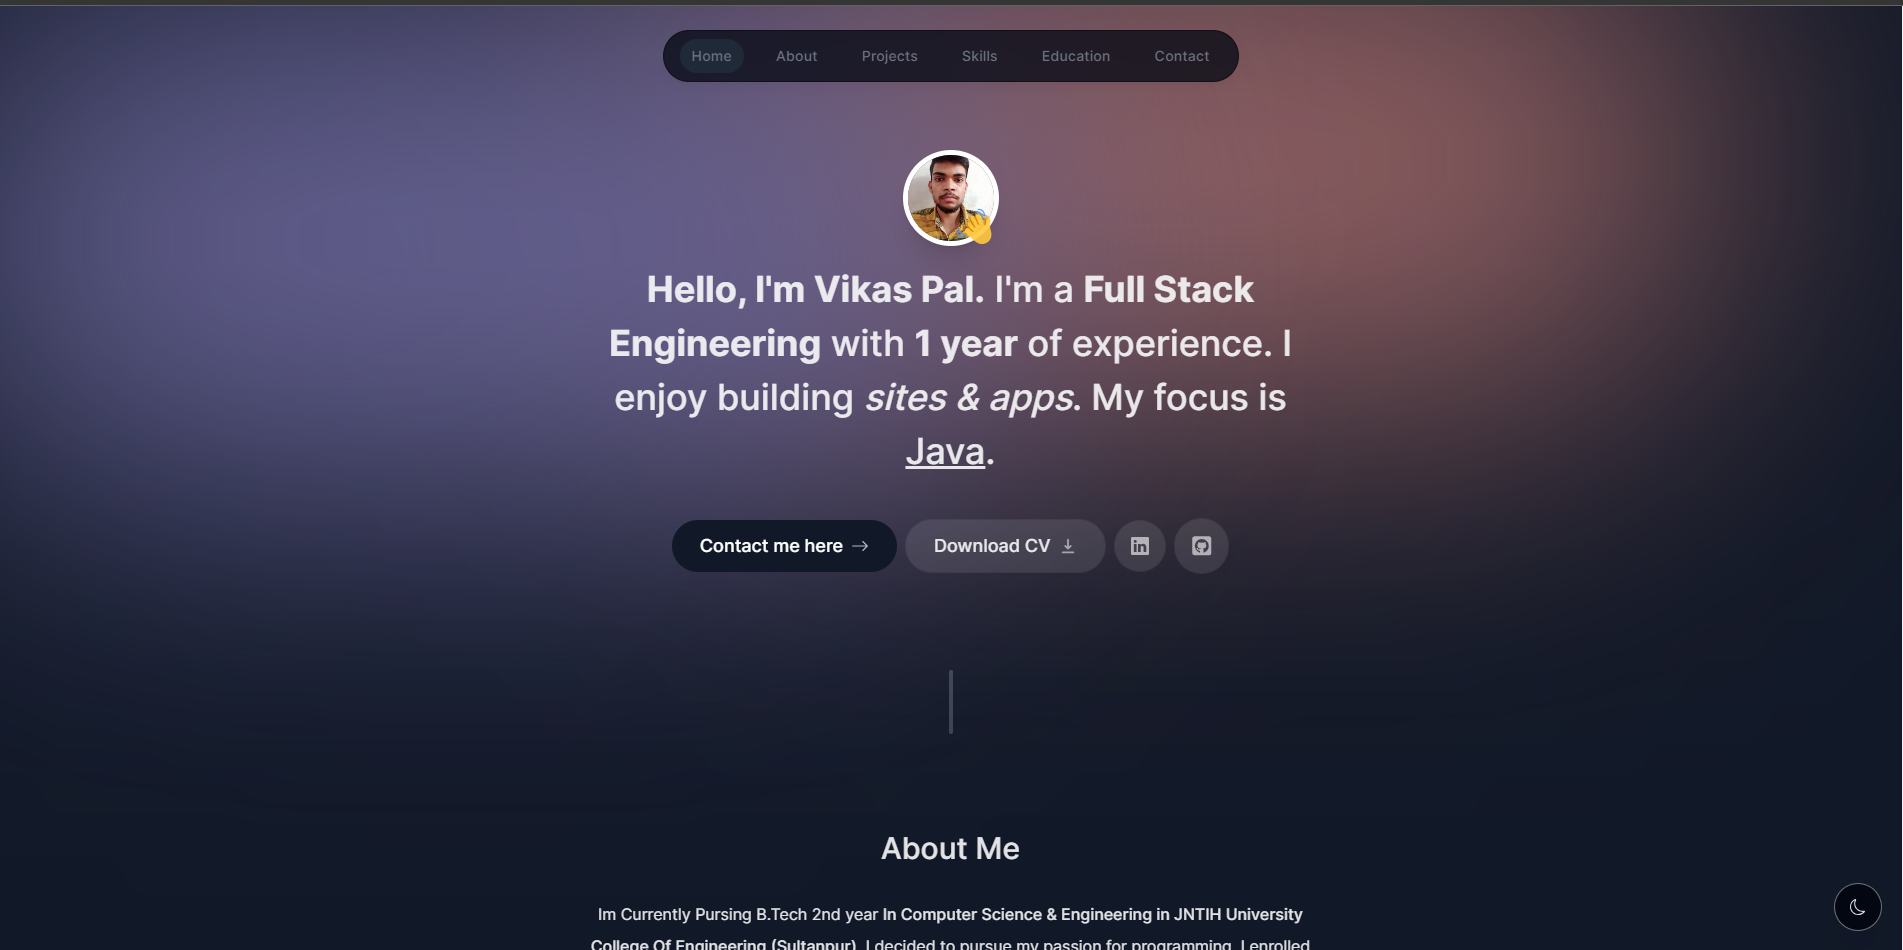 Home About Projects Skills Education Contact
Hello, I'm Vikas Pal. I'm a Full Stack
Engineering with 1 year of experience. I
enjoy building sites & apps. My focus is
Java.
Contact me here → Download CV in
About Me
Im Currently Pursing B.Tech 2nd year In Computer Science & Engineering in JNTIH University
College Of Engineering (Sultanpur). I decided to pursue my passion for programming. I enrolled